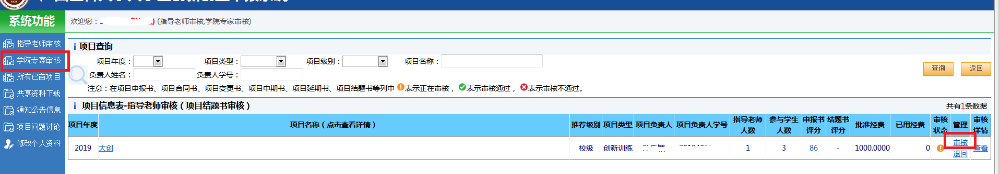 1934
MEDICAL UNIVER
系统功能
欢迎您： (指导老师审核,学院专家审核)
指导老师审核
学院专家审核
所有已审项目
共享资料下载
通知公告信息
项目问题讨论
修改个人资料
项目查询
项目年度： 项目类型： 项目级别： 项目名称：
负责人姓名： 负责人学号：
查询 返回
注意：在项目申报书、项目合同书、项目变更书、项目中期书、项目延期书、项目结题书等列中 表示正在审核， 表示审核通过， 表示审核不通过。
项目信息表-指导老师审核（项目结题书审核） 共有1条数据
项目年度 项目名称（点击查看详情） 推荐级别 项目类型 项目负责人 项目负责人学号 指导老师人数 参与学生人数 申报书评分 结题书评分 批准经费 已用经费 审核状态 管理 审核详情
2019 大创 校级 创新训练 1 3 86 - 1000.0000 0 审核 查看
退回